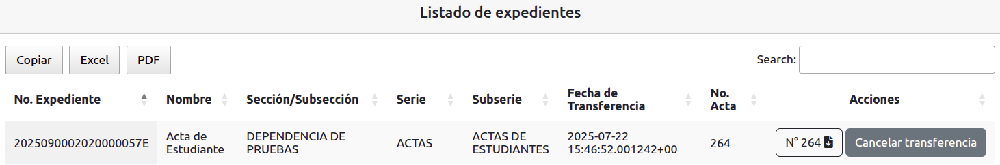 Listado de expedientes
Copiar Excel PDF Search:
No. Expediente Nombre Sección/Subsección Serie Subserie Fecha de Transferencia No. Acta Acciones
202509000202000​0057E Acta de Estudiante DEPENDENCIA DE PRUEBAS ACTAS ACTAS DE ESTUDIANTES 2025-07-22 15:46:52.001242+00 264 N° 264 Cancelar transferencia